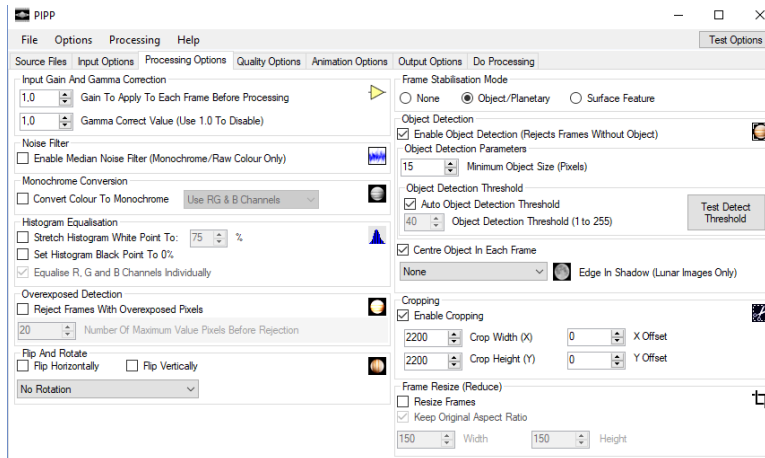 PIPP
File Options Processing Help
Test Options
Source Files Input Options Processing Options Quality Options Animation Options Output Options Do Processing
Input Gain And Gamma Correction
1,0 Gain To Apply To Each Frame Before Processing
1,0 Gamma Correct Value (Use 1.0 To Disable)
Noise Filter
Enable Median Noise Filter (Monochrome/Raw Colour Only)
Monochrome Conversion
Convert Colour To Monochrome Use RG & B Channels
Histogram Equalisation
Stretch Histogram White Point To: 75 %
Set Histogram Black Point To 0%
Equalise R, G and B Channels Individually
Overexposed Detection
Reject Frames With Overexposed Pixels
20 Number Of Maximum Value Pixels Before Rejection
Flip And Rotate
Flip Horizontally Flip Vertically
No Rotation
Frame Stabilisation Mode
None Object/Planetary Surface Feature
Object Detection
Enable Object Detection (Rejects Frames Without Object)
Object Detection Parameters
15 Minimum Object Size (Pixels)
Object Detection Threshold
Auto Object Detection Threshold
40 Object Detection Threshold (1 to 255)
Test Detect
Threshold
Centre Object In Each Frame
None Edge In Shadow (Lunar Images Only)
Cropping
Enable Cropping
2200 Crop Width (X) 0 X Offset
2200 Crop Height (Y) 0 Y Offset
Frame Resize (Reduce)
Resize Frames
Keep Original Aspect Ratio
150 Width 150 Height